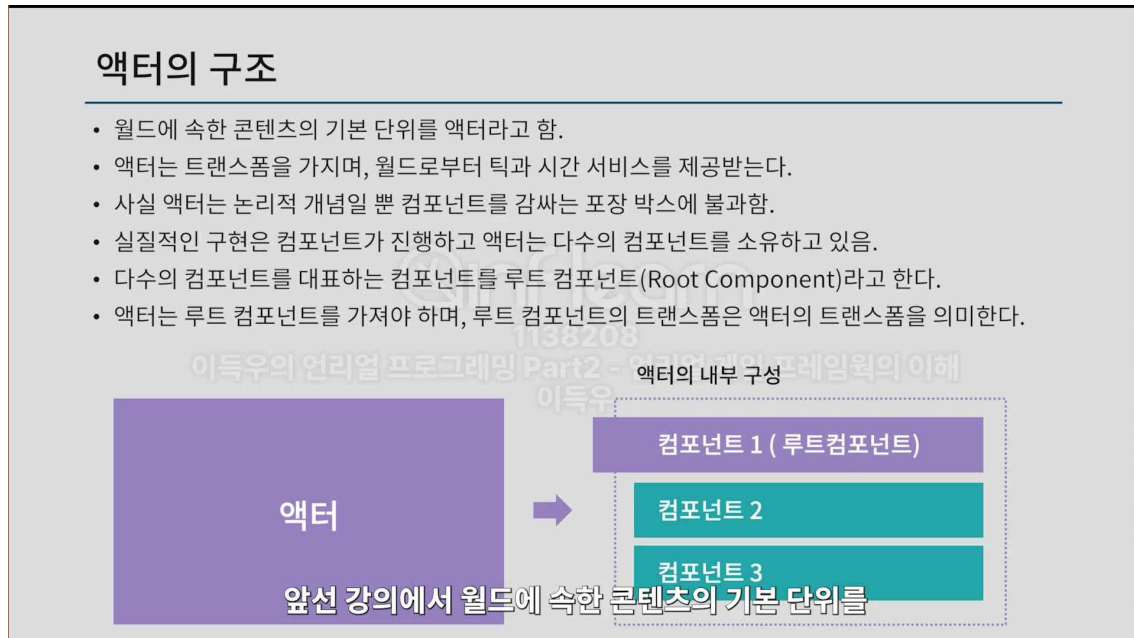 액터의 구조
• 월드에 속한 콘텐츠의 기본 단위를 액터라고 함.
• 액터는 트랜스폼을 가지며, 월드로부터 틱과 시간 서비스를 제공받는다.
• 사실 액터는 논리적 개념일 뿐 컴포넌트를 감싸는 포장 박스에 불과함.
• 실질적인 구현은 컴포넌트가 진행하고 액터는 다수의 컴포넌트를 소유하고 있음.
• 다수의 컴포넌트를 대표하는 컴포넌트를 루트 컴포넌트(Root Component)라고 한다.
• 액터는 루트 컴포넌트를 가져야 하며, 루트 컴포넌트의 트랜스폼은 액터의 트랜스폼을 의미한다.
inflearn
1138208
이득우의 언리얼 프로그래밍 Part2 - 언리얼 게임 프레임웍의 이해
이득우
액터의 내부 구성
액터
컴포넌트 1 ( 루트컴포넌트)
컴포넌트 2
컴포넌트 3
앞선 강의에서 월드에 속한 콘텐츠의 기본 단위를